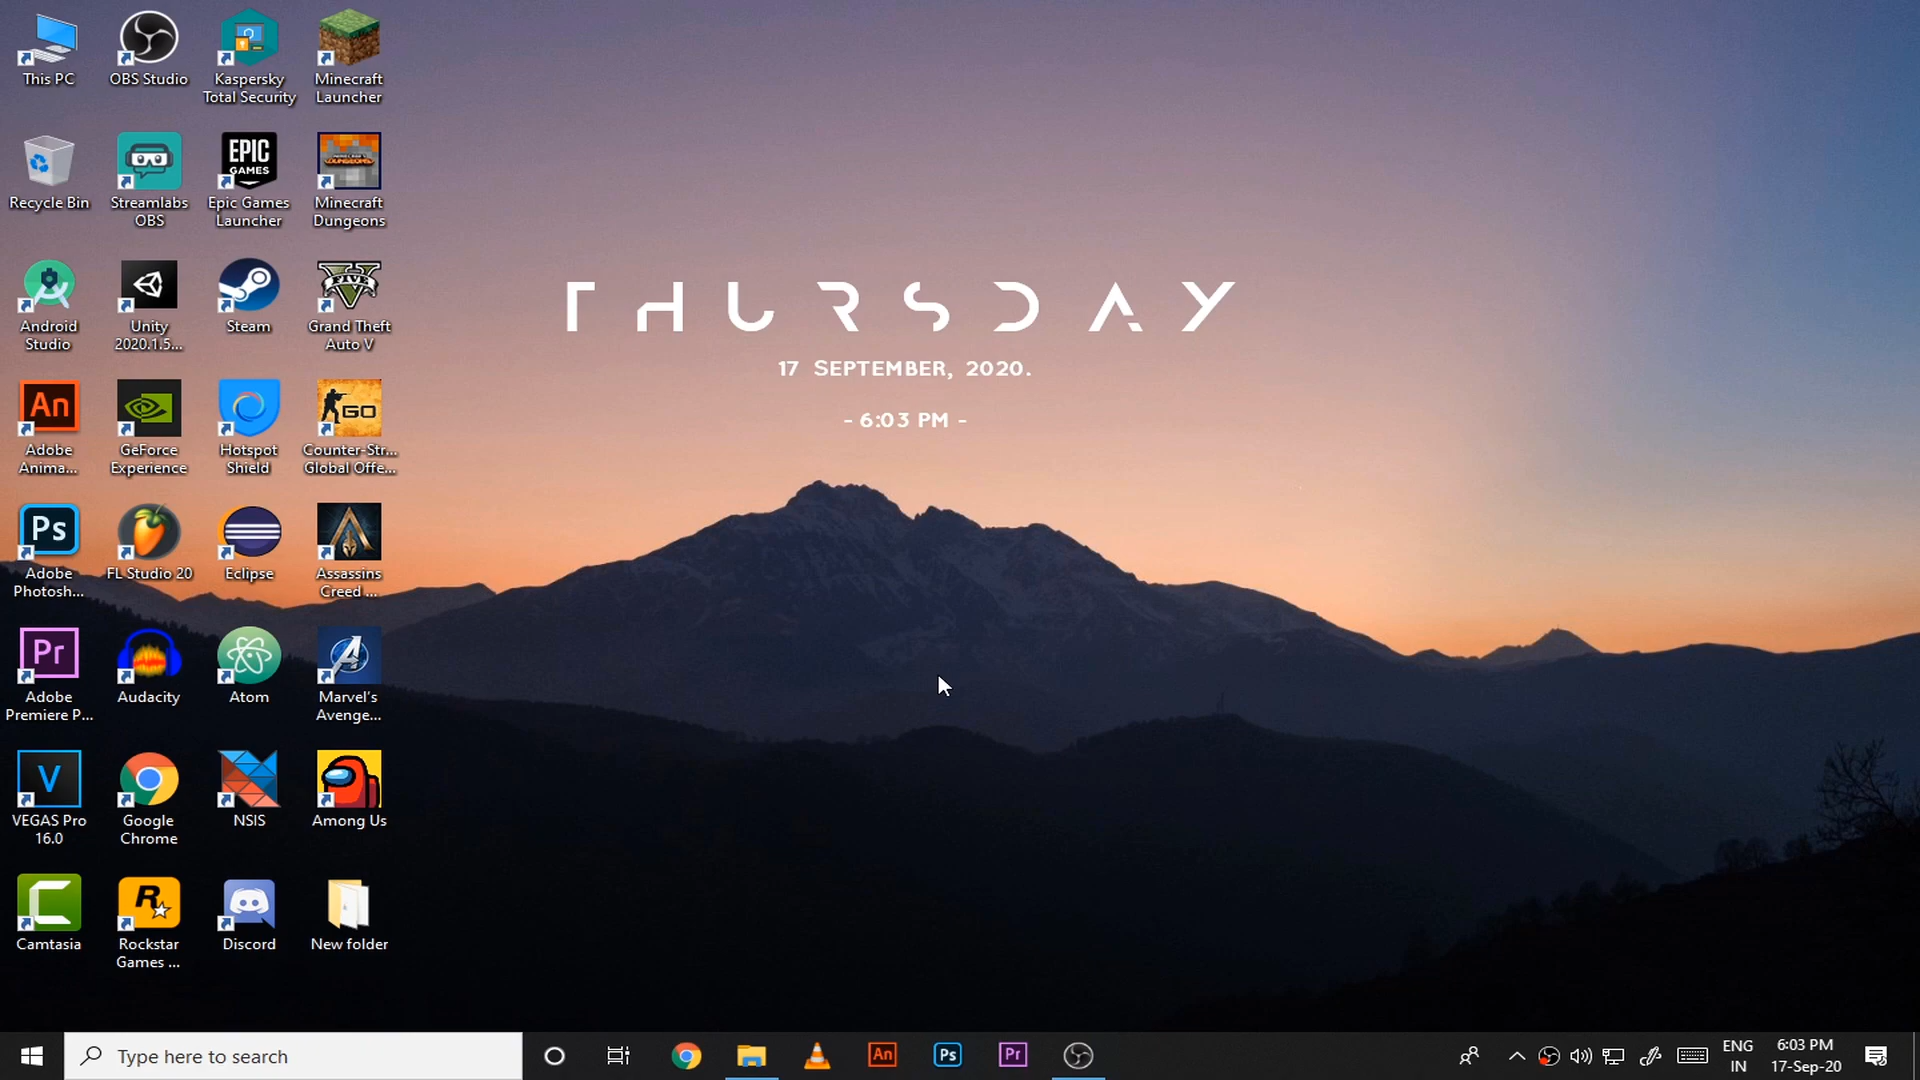 This PC
OBS Studio
Kaspersky
Total Security
Minecraft
Launcher
Recycle Bin
Streamlabs
OBS
EPIC
GAMES
Epic Games
Launcher
Minecraft
Dungeons
Android
Studio
Unity
2020.1.5...
Steam
FIVE
Grand Theft
Auto V
An
Adobe
Anima...
GeForce
Experience
Hotspot
Shield
GO
Counter-Str...
Global Offe...
Ps
Adobe
Photosh...
FL Studio 20
Eclipse
Assassins
Creed ...
Pr
Adobe
Premiere P...
Audacity
Atom
Marvel's
Avenge...
V
VEGAS Pro
16.0
Google
Chrome
NSIS
Among Us
C
Camtasia
R
Rockstar
Games ...
Discord
New folder
THURSDAY
17 SEPTEMBER, 2020.
- 6:03 PM -
Type here to search
An
Ps
Pr
ENG
IN
6:03 PM
17-Sep-20